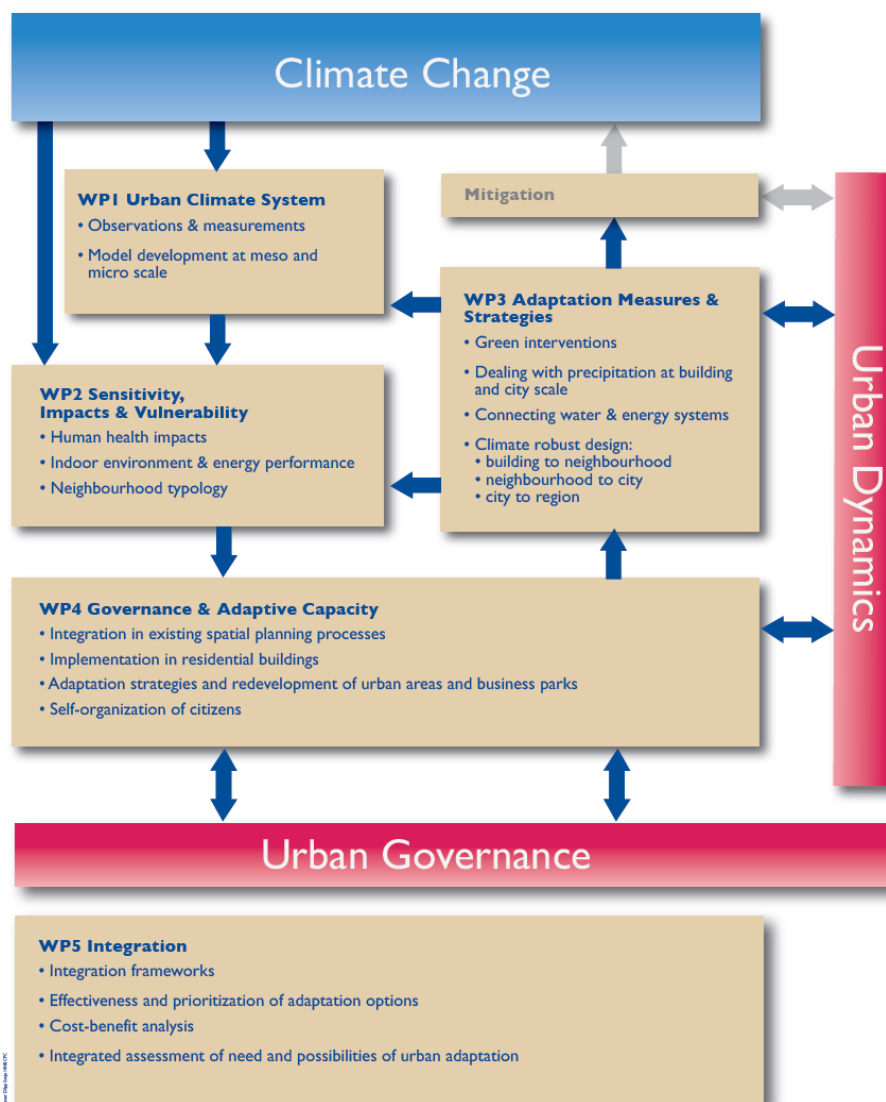 Climate Change
WP1 Urban Climate System
• Observations & measurements
• Model development at meso and
micro scale
Mitigation
WP3 Adaptation Measures &
Strategies
• Green interventions
• Dealing with precipitation at building
and city scale
• Connecting water & energy systems
• Climate robust design:
• building to neighbourhood
• neighbourhood to city
• city to region
WP2 Sensitivity,
Impacts & Vulnerability
• Human health impacts
• Indoor environment & energy performance
• Neighbourhood typology
Urban Dynamics
WP4 Governance & Adaptive Capacity
• Integration in existing spatial planning processes
• Implementation in residential buildings
• Adaptation strategies and redevelopment of urban areas and business parks
• Self-organization of citizens
Urban Governance
WP5 Integration
• Integration frameworks
• Effectiveness and prioritization of adaptation options
• Cost-benefit analysis
• Integrated assessment of need and possibilities of urban adaptation